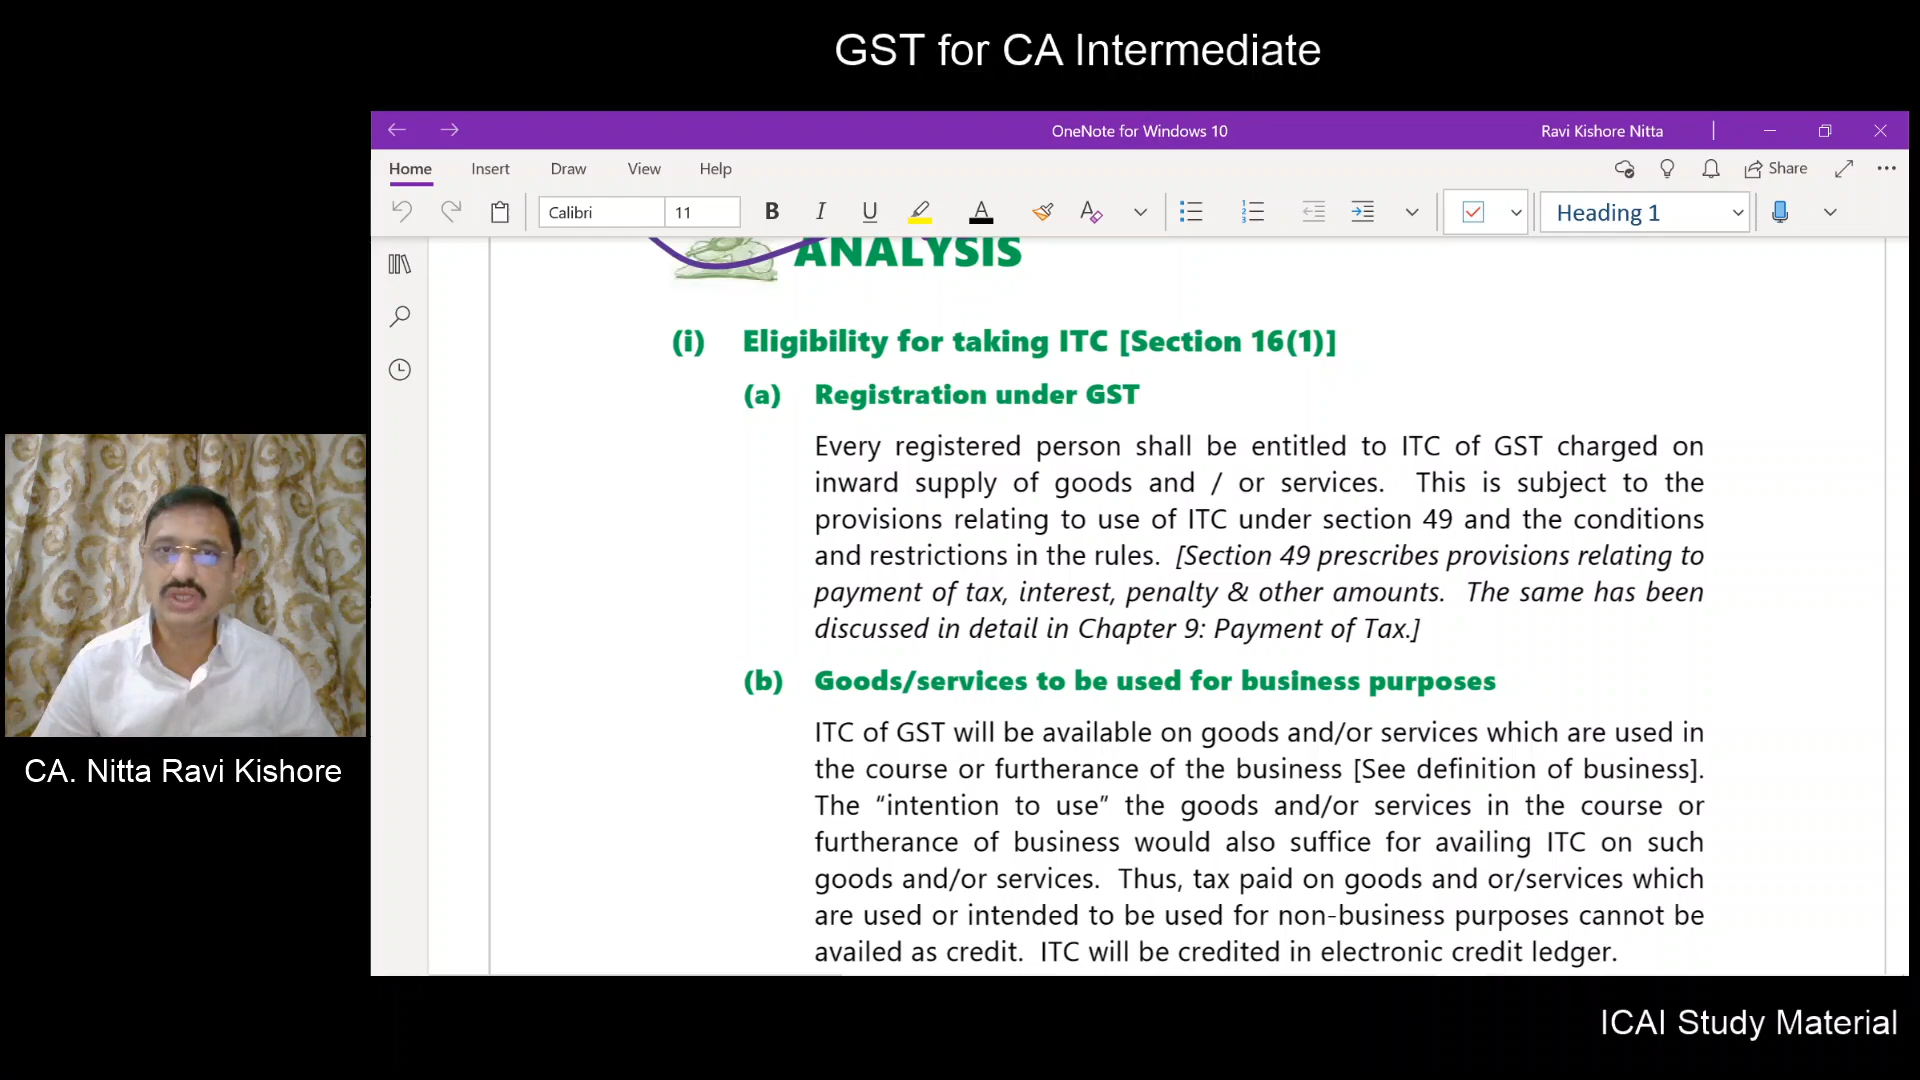 GST for CA Intermediate
OneNote for Windows 10
Ravi Kishore Nitta
Home Insert Draw View Help
Share
Calibri 11 B I U A A Heading 1
ANALYSIS
(i) Eligibility for taking ITC [Section 16(1)]
(a) Registration under GST
Every registered person shall be entitled to ITC of GST charged on
inward supply of goods and / or services. This is subject to the
provisions relating to use of ITC under section 49 and the conditions
and restrictions in the rules. [Section 49 prescribes provisions relating to
payment of tax, interest, penalty & other amounts. The same has been
discussed in detail in Chapter 9: Payment of Tax.]
(b) Goods/services to be used for business purposes
ITC of GST will be available on goods and/or services which are used in
the course or furtherance of the business [See definition of business].
The “intention to use” the goods and/or services in the course or
furtherance of business would also suffice for availing ITC on such
goods and/or services. Thus, tax paid on goods and or/services which
are used or intended to be used for non-business purposes cannot be
availed as credit. ITC will be credited in electronic credit ledger.
CA. Nitta Ravi Kishore
ICAI Study Material